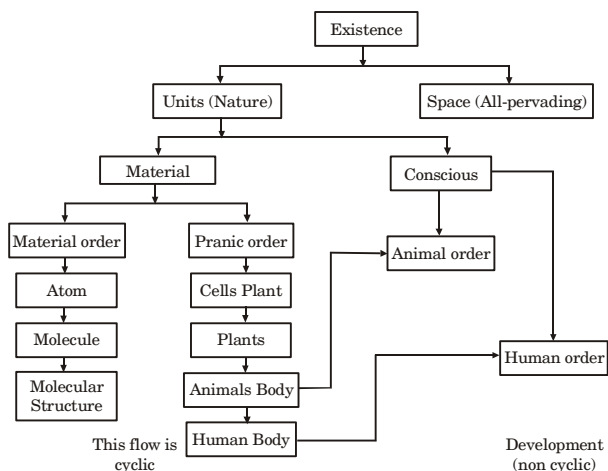 Existence
Units (Nature)
Space (All-pervading)
Material
Conscious
Material order
Pranic order
Animal order
Atom
Cells Plant
Molecule
Plants
Human order
Molecular
Structure
Animals Body
Human Body
This flow is
cyclic
Development
(non cyclic)